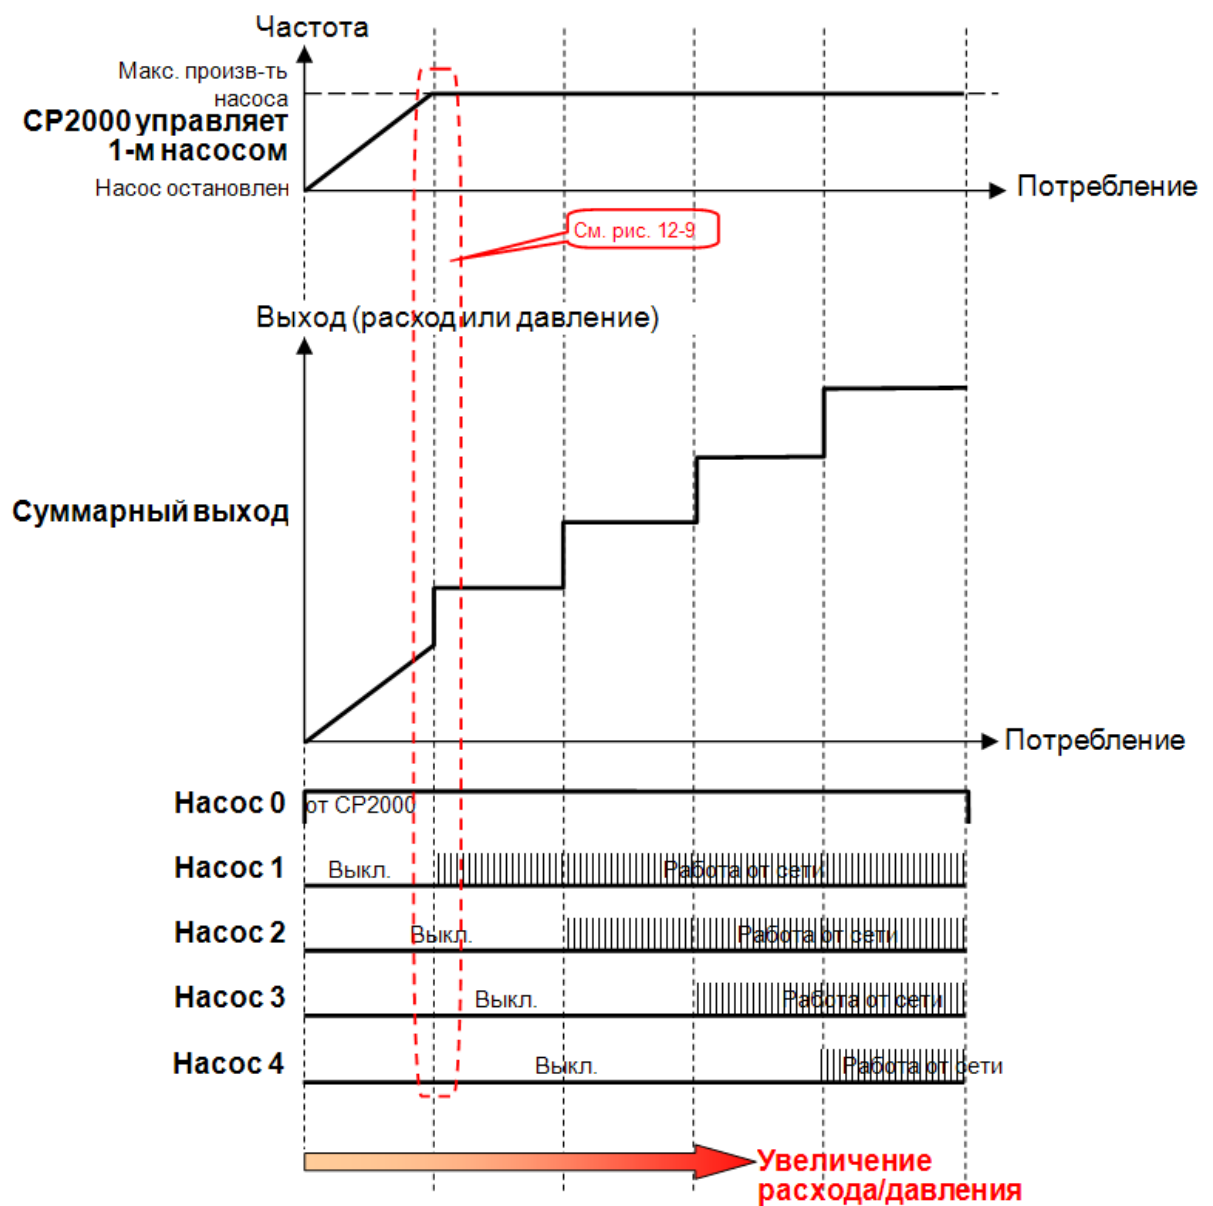 Частота
Макс. произв-ть
насоса
CP2000 управляет
1-м насосом
Насос остановлен
Потребление
См. рис. 12-9
Выход (расход или давление)
Суммарный выход
Потребление
Насос 0
от CP2000
Насос 1
Выкл.
Работа от сети
Насос 2
Выкл.
Работа от сети
Насос 3
Выкл.
Работа от сети
Насос 4
Выкл.
Работа от сети
Увеличение
расхода/давления